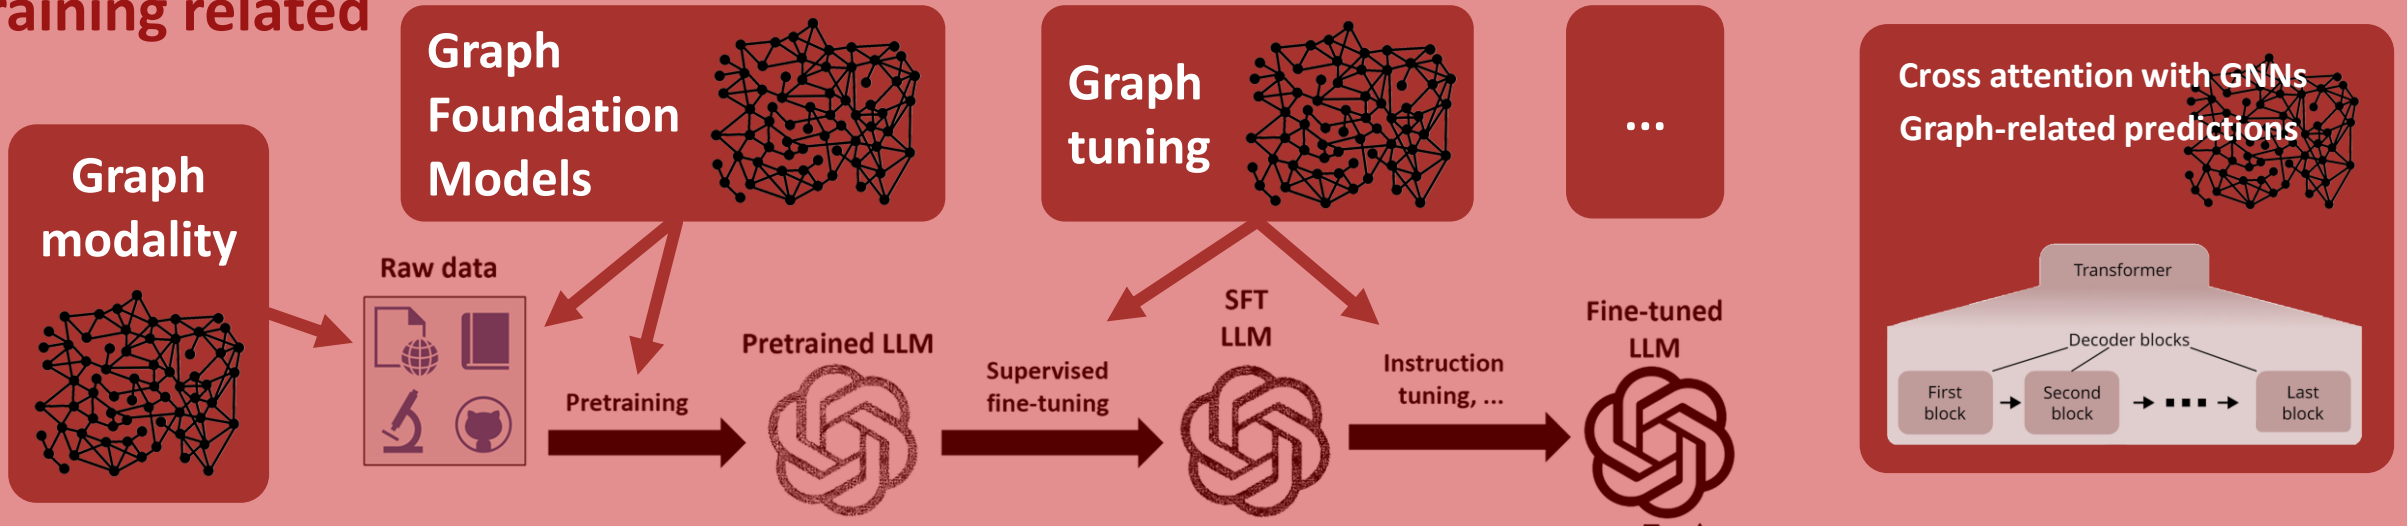 raining related
Graph
Foundation
Models
Graph
tuning
...
Cross attention with GNNs
Graph-related predictions
Graph
modality
Raw data
Pretraining
Pretrained LLM
Supervised
fine-tuning
SFT
LLM
Instruction
tuning, ...
Fine-tuned
LLM
Transformer
Decoder blocks
First
block
Second
block
Last
block